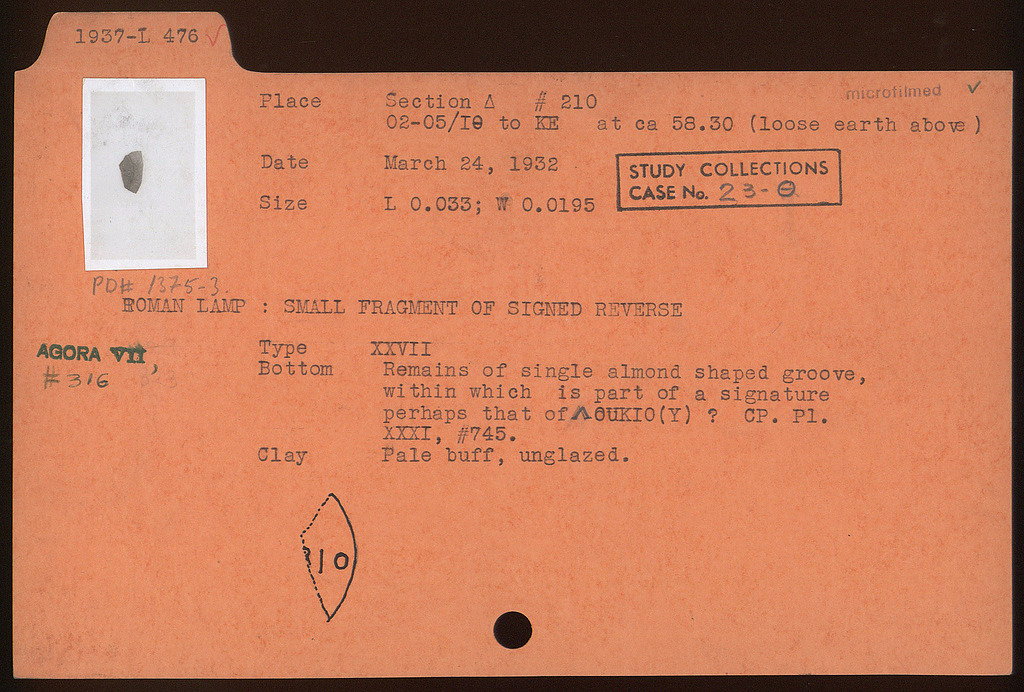 1937-L 476 ✓
microfilmed ✓
Place Section Δ # 210
02-05/Iθ to KE at ca 58.30 (loose earth above)
Date March 24, 1932
STUDY COLLECTIONS
CASE No. 23-Θ
Size L 0.033; W 0.0195
PD# 1375-3.
ROMAN LAMP : SMALL FRAGMENT OF SIGNED REVERSE
AGORA VII,
# 316
Type XXVII
Bottom Remains of single almond shaped groove,
within which is part of a signature
perhaps that of ΛΘUKIO(Y) ? CP. Pl.
XXXI, #745.
Clay Pale buff, unglazed.
IO